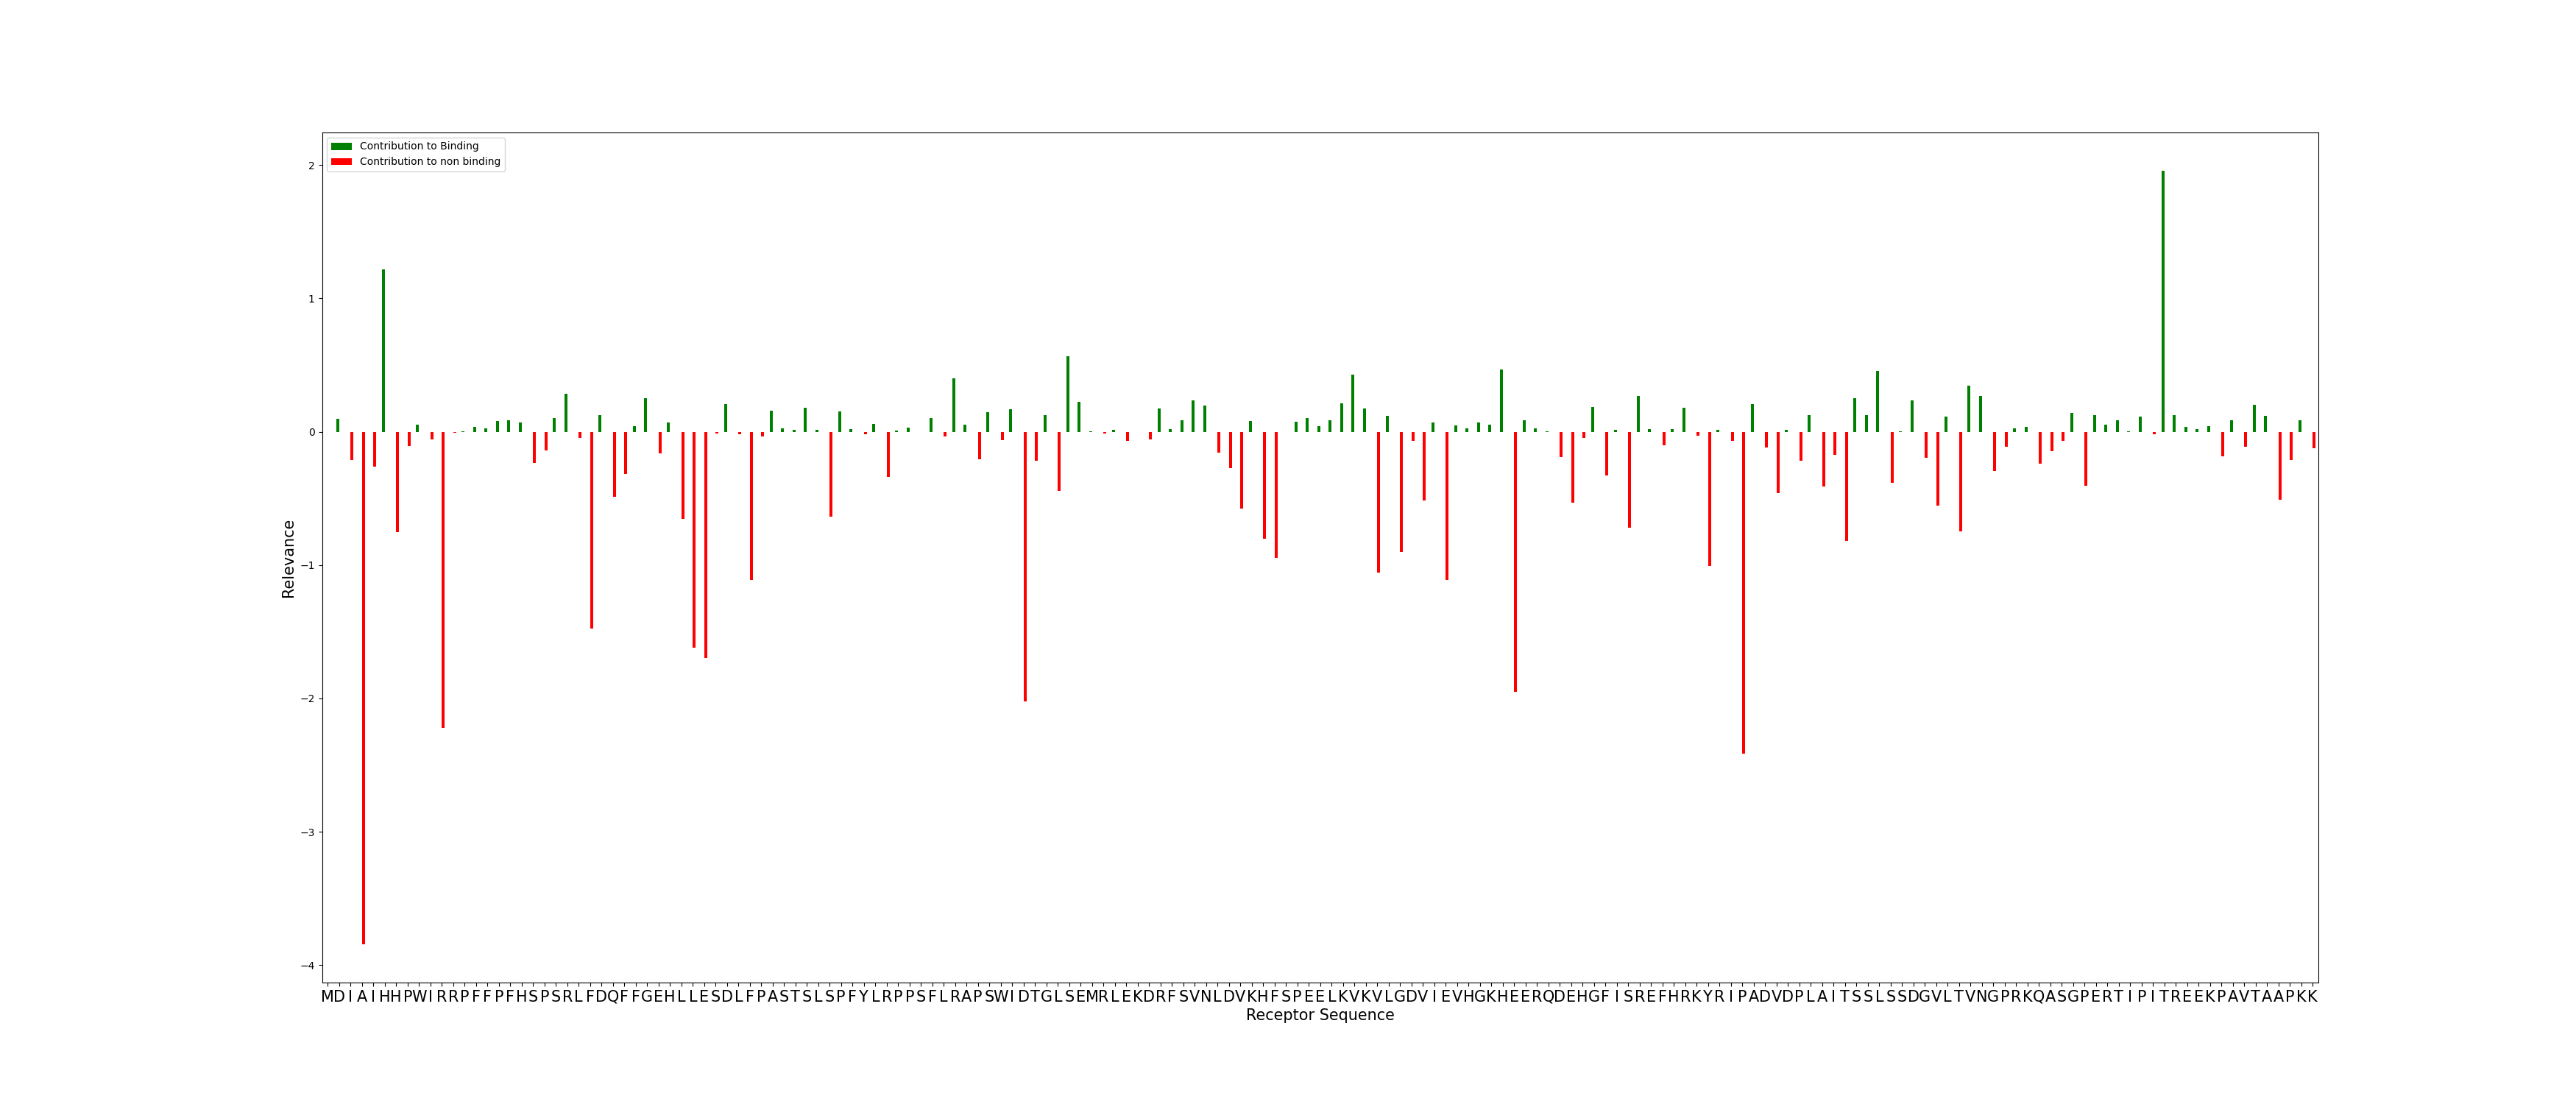 Contribution to Binding
Contribution to non binding
2
1
0
−1
−2
−3
−4
Relevance
MDIAIHHPWIRRPFFPFHSPSRLFDQFFGEHLLESDLFPASTSLSPFYLRPPSFLRAPSWIDTGLSEMRLEKDRFSVNLDVKHFSPEELKVKVLGDVIEVHGKHEERQDEHGFISREFHRKYRIPADVDPLAITSSLSSDGVLTVNGPRKQASGPERTIPITREEKPAVTAAPKK
Receptor Sequence